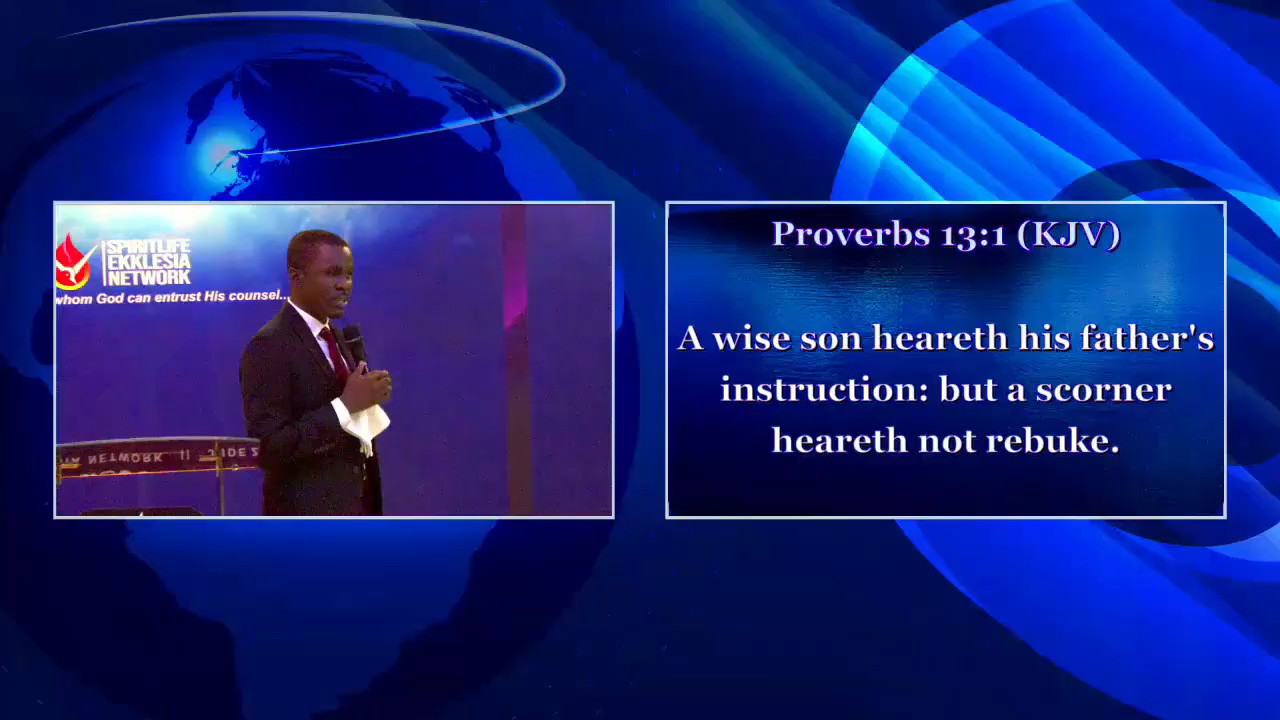 SPIRITLIFE
EKKLESIA
NETWORK
whom God can entrust His counsel...
Proverbs 13:1 (KJV)
A wise son heareth his father's
instruction: but a scorner
heareth not rebuke.